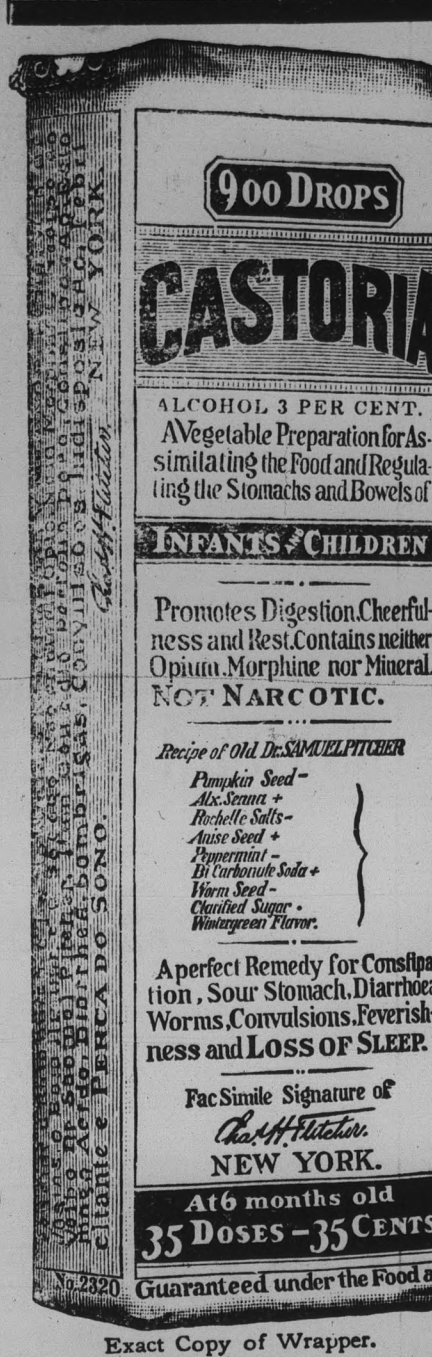 900 DROPS
CASTORIA
ALCOHOL 3 PER CENT.
A Vegetable Preparation for As-
similating the Food and Regula-
ting the Stomachs and Bowels of
INFANTS & CHILDREN
Promotes Digestion.Cheerful-
ness and Rest.Contains neither
Opium.Morphine nor Mineral.
NOT NARCOTIC.
Recipe of Old Dr. SAMUEL PITCHER
Pumpkin Seed -
Alx. Senna +
Rochelle Salts -
Anise Seed +
Peppermint -
Bi Carbonate Soda +
Worm Seed -
Clarified Sugar .
Wintergreen Flavor.
A perfect Remedy for Constipa
tion, Sour Stomach, Diarrhoea
Worms, Convulsions, Feverish-
ness and LOSS OF SLEEP.
Fac Simile Signature of
Chas. H. Fletcher.
NEW YORK.
At 6 months old
35 DOSES - 35 CENTS
Guaranteed under the Food a
Chas. H. Fletcher. NEW YORK.
citante e PERCA DO SONO.
No. 2320
Exact Copy of Wrapper.